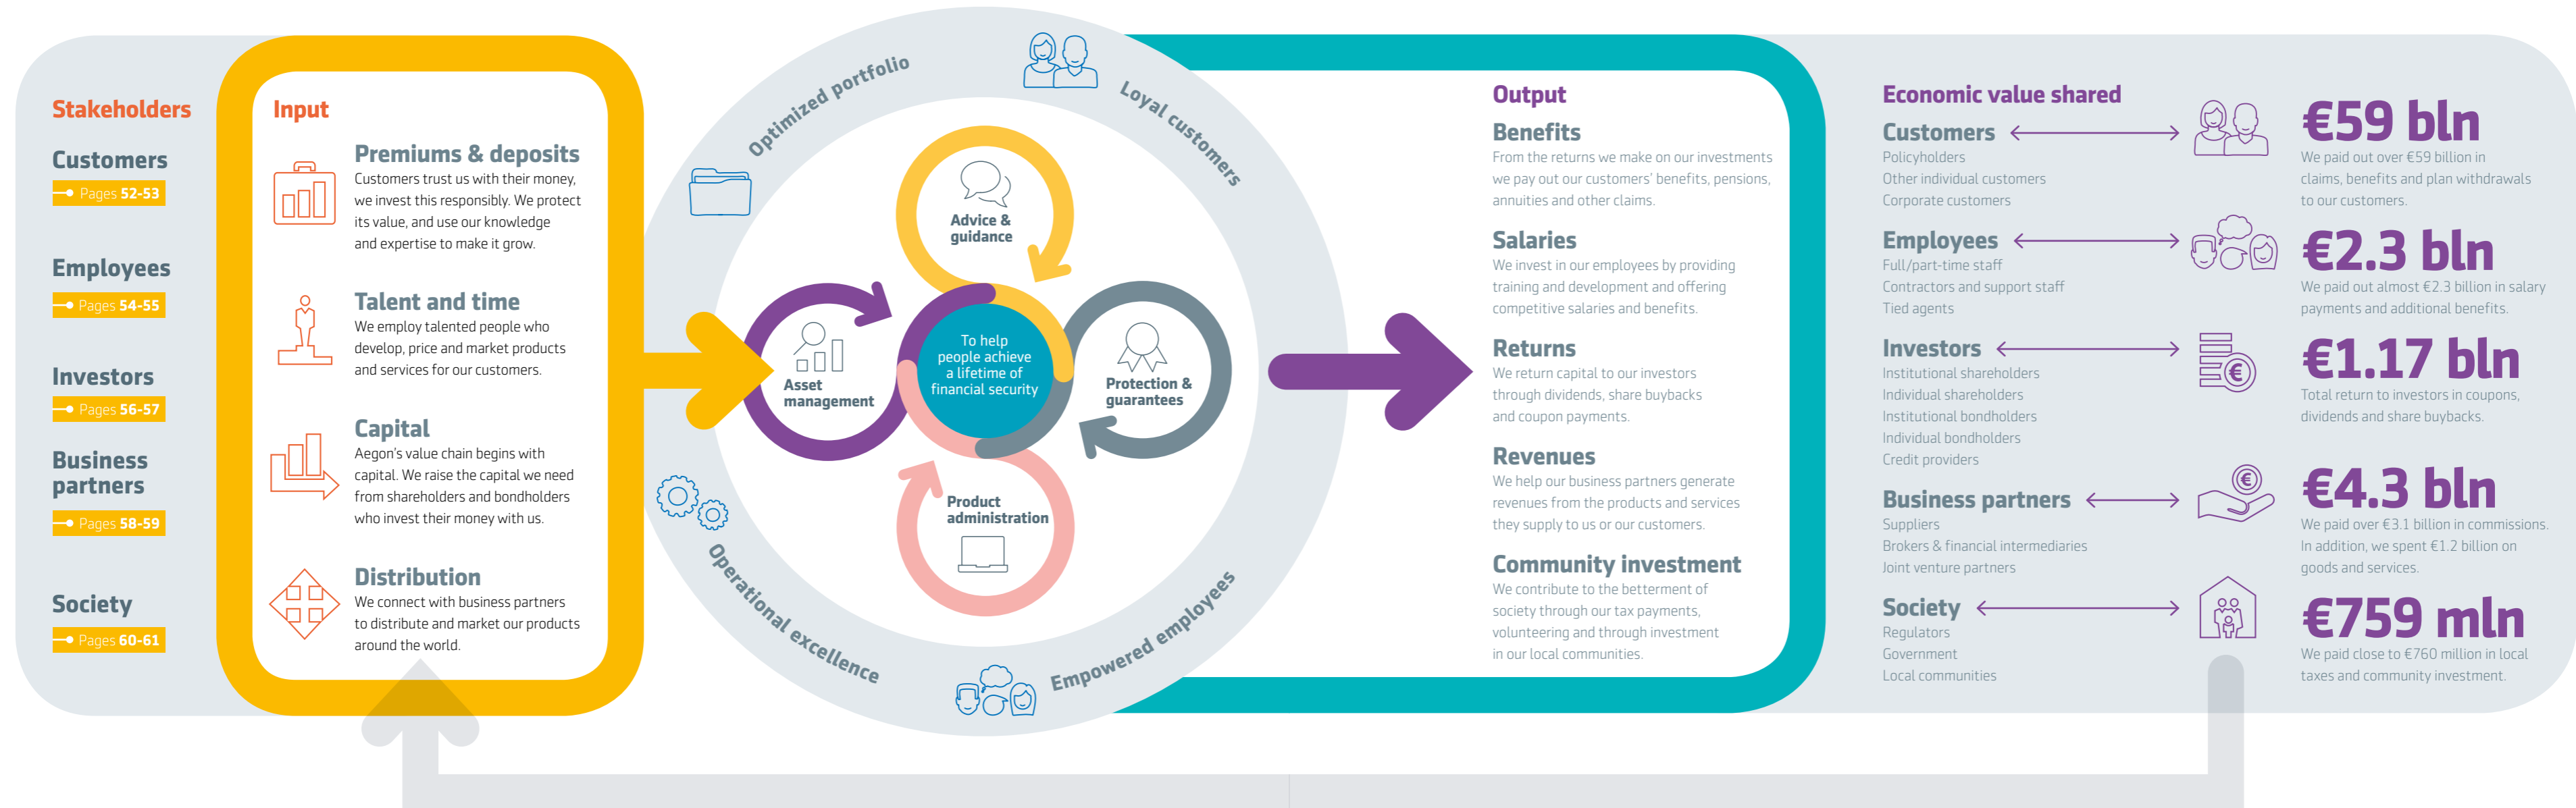 Stakeholders
Customers
Pages 52-53
Employees
Pages 54-55
Investors
Pages 56-57
Business
partners
Pages 58-59
Society
Pages 60-61
Input
Premiums & deposits
Customers trust us with their money,
we invest this responsibly. We protect
its value, and use our knowledge
and expertise to make it grow.
Talent and time
We employ talented people who
develop, price and market products
and services for our customers.
Capital
Aegon's value chain begins with
capital. We raise the capital we need
from shareholders and bondholders
who invest their money with us.
Distribution
We connect with business partners
to distribute and market our products
around the world.
Optimized portfolio
Loyal customers
Operational excellence
Empowered employees
Advice &
guidance
Asset
management
To help
people achieve
a lifetime of
financial security
Protection &
guarantees
Product
administration
Output
Benefits
From the returns we make on our investments
we pay out our customers' benefits, pensions,
annuities and other claims.
Salaries
We invest in our employees by providing
training and development and offering
competitive salaries and benefits.
Returns
We return capital to our investors
through dividends, share buybacks
and coupon payments.
Revenues
We help our business partners generate
revenues from the products and services
they supply to us or our customers.
Community investment
We contribute to the betterment of
society through our tax payments,
volunteering and through investment
in our local communities.
Economic value shared
Customers
Policyholders
Other individual customers
Corporate customers
€59 bln
We paid out over €59 billion in
claims, benefits and plan withdrawals
to our customers.
Employees
Full/part-time staff
Contractors and support staff
Tied agents
€2.3 bln
We paid out almost €2.3 billion in salary
payments and additional benefits.
Investors
Institutional shareholders
Individual shareholders
Institutional bondholders
Individual bondholders
Credit providers
€1.17 bln
Total return to investors in coupons,
dividends and share buybacks.
Business partners
Suppliers
Brokers & financial intermediaries
Joint venture partners
€4.3 bln
We paid over €3.1 billion in commissions.
In addition, we spent €1.2 billion on
goods and services.
Society
Regulators
Government
Local communities
€759 mln
We paid close to €760 million in local
taxes and community investment.